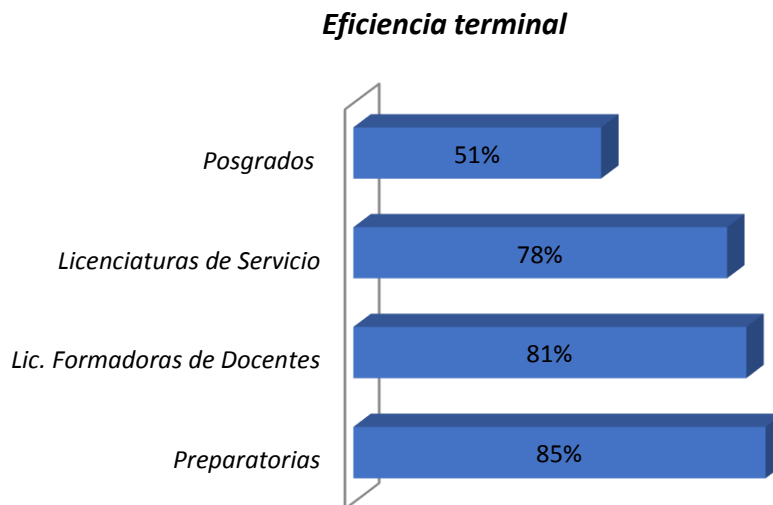 Eficiencia terminal
Posgrados
51%
Licenciaturas de Servicio
78%
Lic. Formadoras de Docentes
81%
Preparatorias
85%